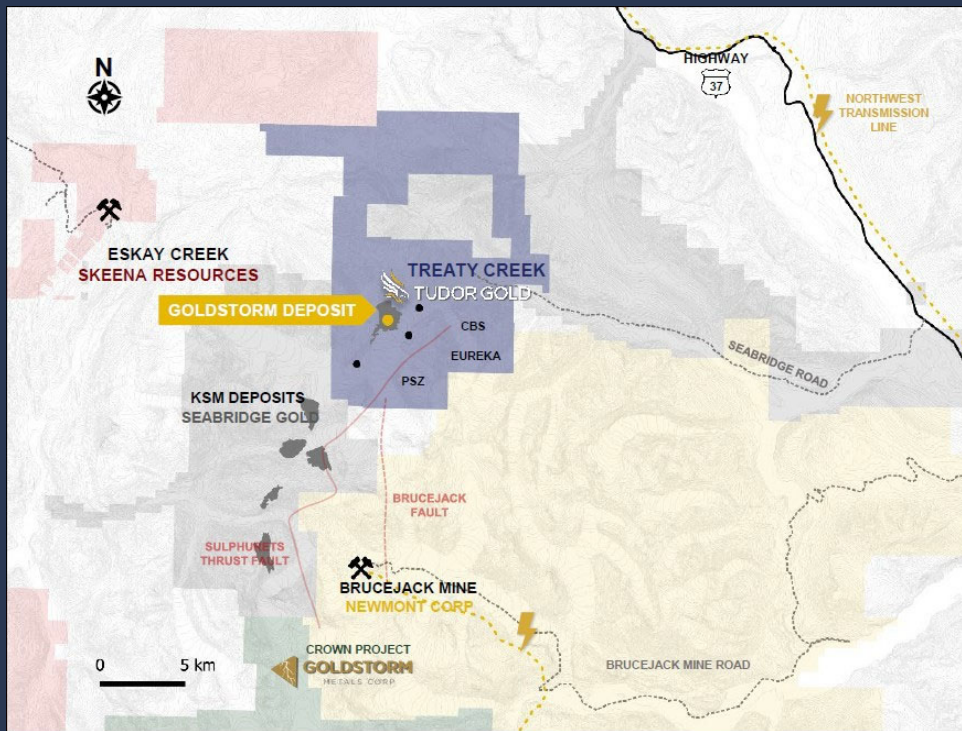 N
HIGHWAY
37
NORTHWEST
TRANSMISSION
LINE
ESKAY CREEK
SKEENA RESOURCES
TREATY CREEK
TUDOR GOLD
GOLDSTORM DEPOSIT
CBS
EUREKA
PSZ
SEABRIDGE ROAD
KSM DEPOSITS
SEABRIDGE GOLD
BRUCEJACK
FAULT
SULPHURETS
THRUST FAULT
BRUCEJACK MINE
NEWMONT CORP
CROWN PROJECT
GOLDSTORM
METALS CORP
BRUCEJACK MINE ROAD
0 5 km